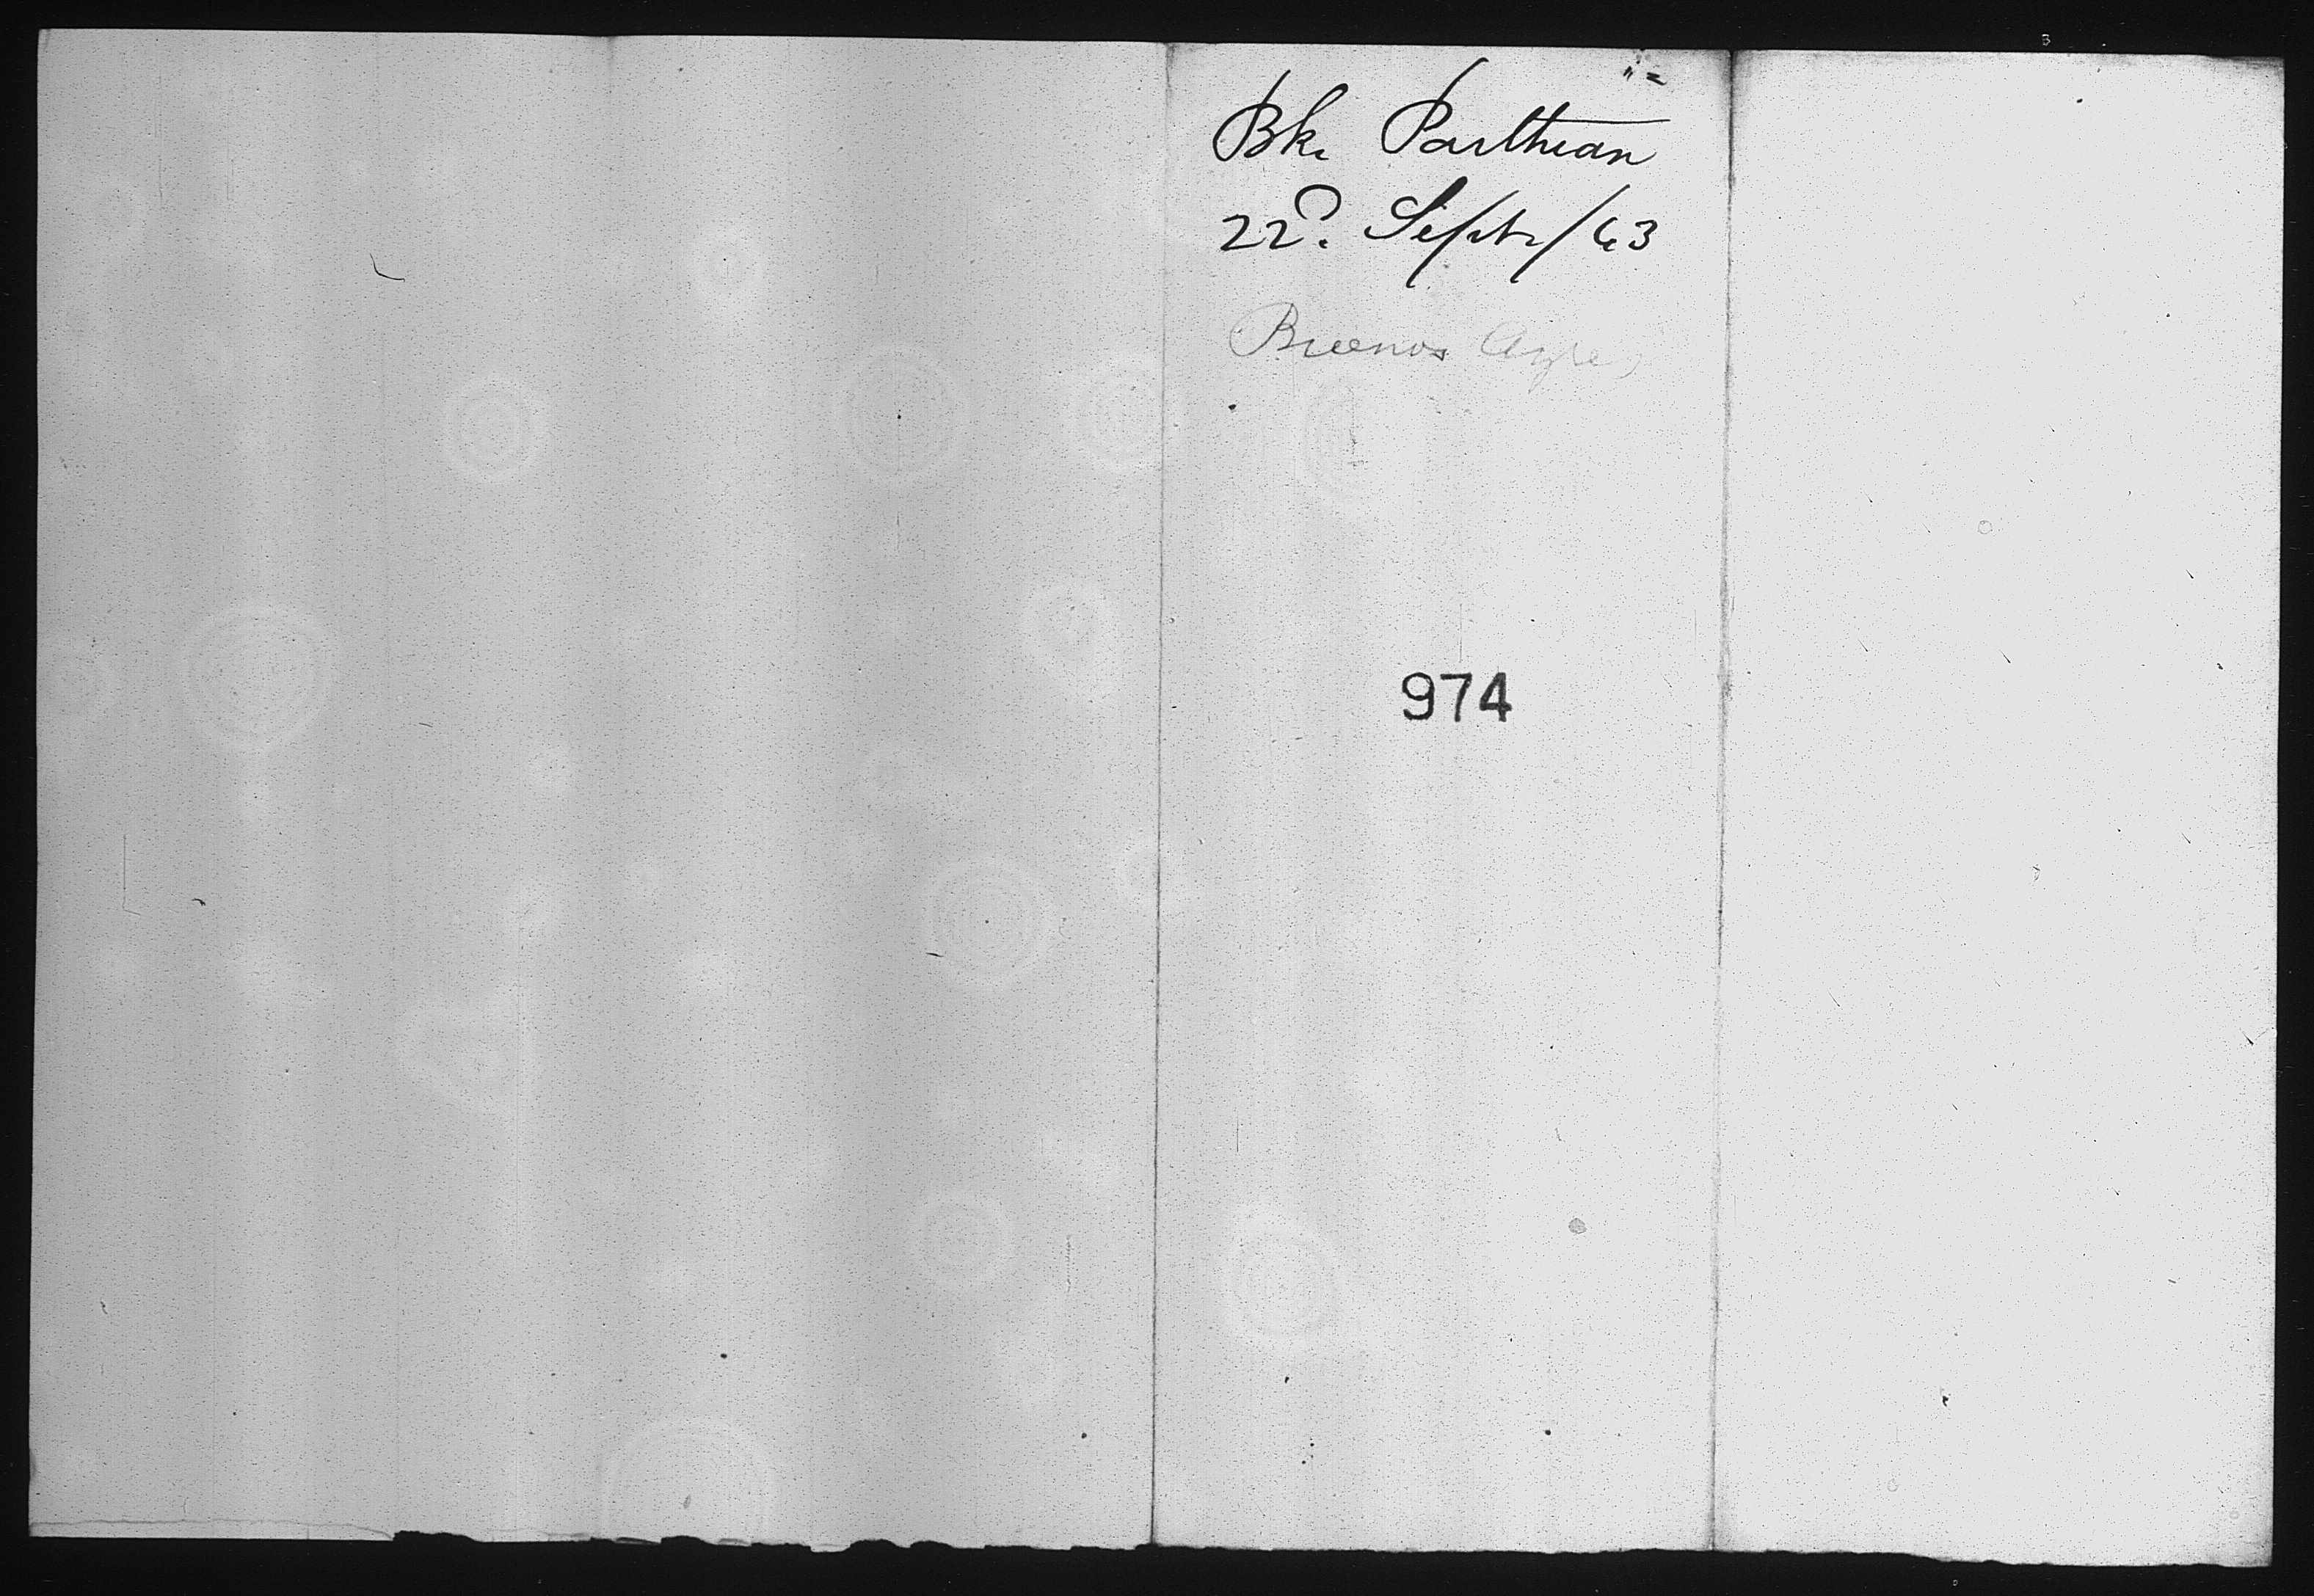 Bk. Parthian
22d. Septr/63
Buenos Ayres
974